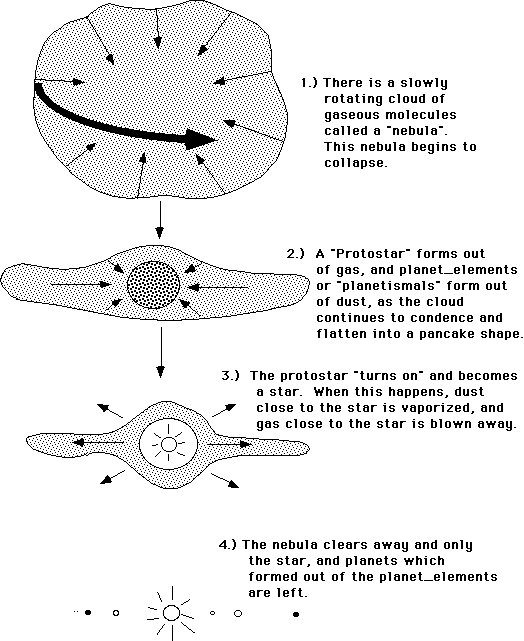 1.) There is a slowly
rotating cloud of
gaseous molecules
called a "nebula".
This nebula begins to
collapse.
2.) A "Protostar" forms out
of gas, and planet_elements
or "planetismals" form out
of dust, as the cloud
continues to condence and
flatten into a pancake shape.
3.) The protostar "turns on" and becomes
a star. When this happens, dust
close to the star is vaporized, and
gas close to the star is blown away.
4.) The nebula clears away and only
the star, and planets which
formed out of the planet_elements
are left.